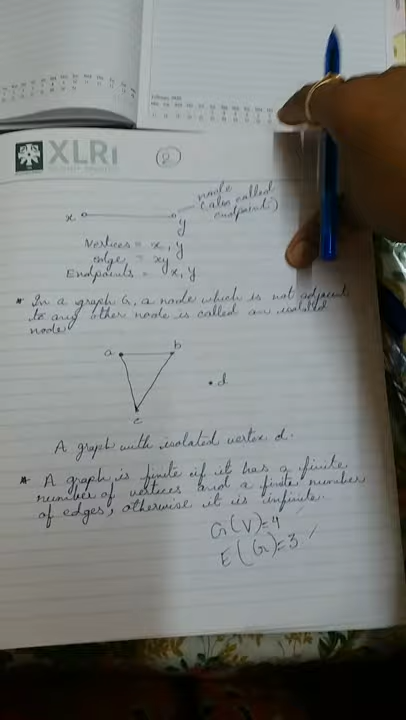 XLRi
2
node
(also called
endpoint)
x y
Vertices = x, y
edge = xy
Endpoints = x, y
* In a graph G, a node which is not adjacent
to any other node is called an isolated
node
a b
d
c
A graph with isolated vertex d.
* A graph is finite if it has a finite
number of vertices and a finite number
of edges, otherwise it is infinite.
G(V)=4
E(G)=3